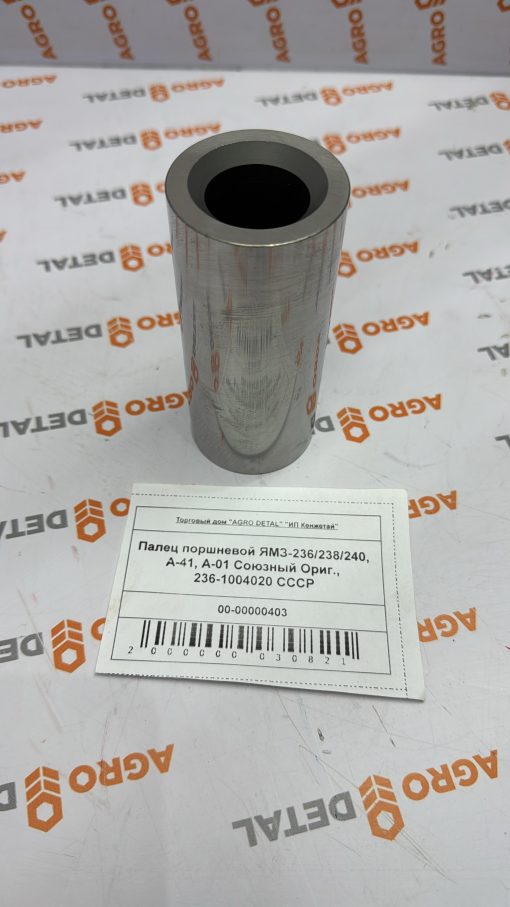 Торговый дом "AGRO DETAL" "ИП Кенжетай"
Палец поршневой ЯМЗ-236/238/240,
А-41, А-01 Союзный Ориг.,
236-1004020 СССР
00-00000403
2 000000 030821
AGRO DETAL